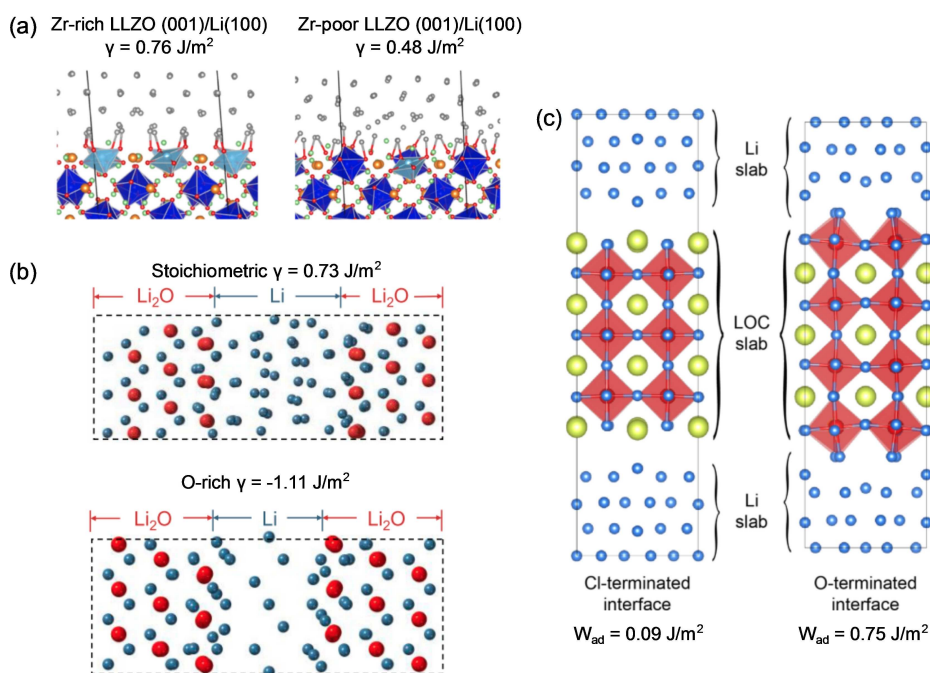 (a)
Zr-rich LLZO (001)/Li(100)
γ = 0.76 J/m²
Zr-poor LLZO (001)/Li(100)
γ = 0.48 J/m²
(b)
Stoichiometric γ = 0.73 J/m²
Li₂O
Li
Li₂O
O-rich γ = -1.11 J/m²
Li₂O
Li
Li₂O
(c)
Li
slab
LOC
slab
Li
slab
Cl-terminated
interface
W_ad = 0.09 J/m²
O-terminated
interface
W_ad = 0.75 J/m²